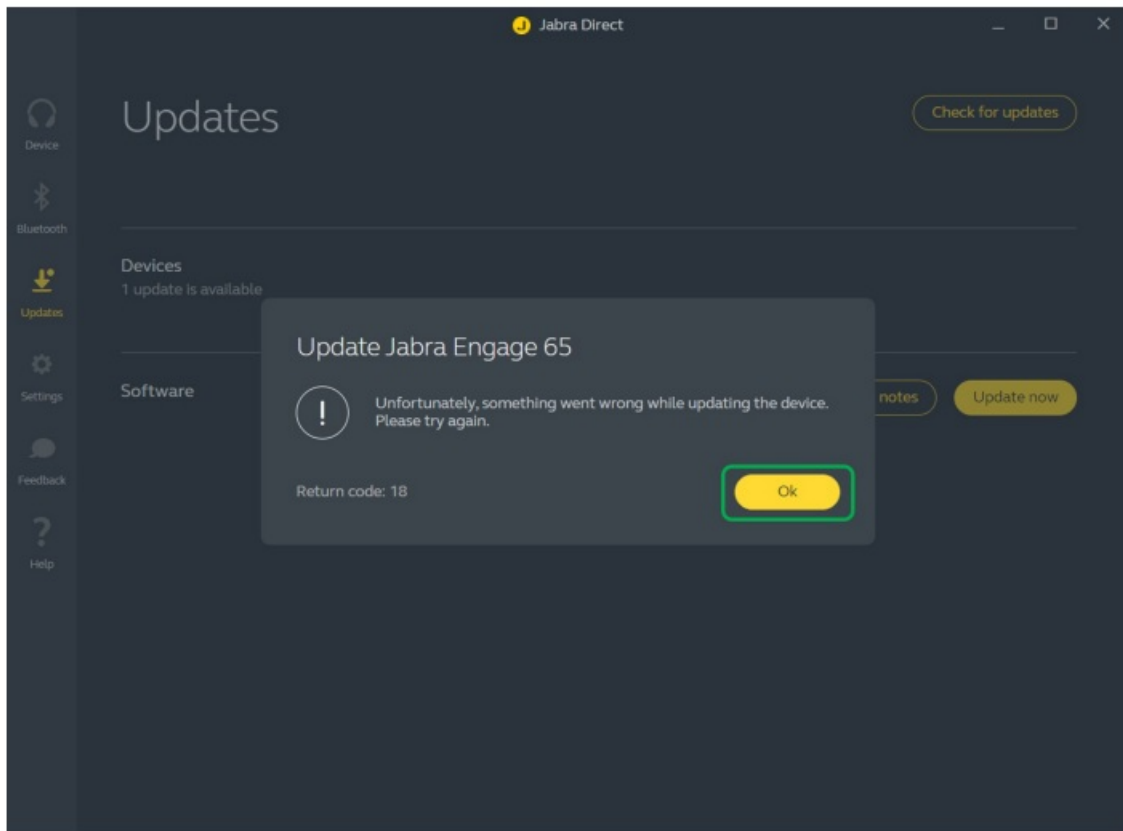 Jabra Direct
Updates
Check for updates
Device
Bluetooth
Updates
Settings
Feedback
Help
Devices
1 update is available
Software
notes
Update now
Update Jabra Engage 65
Unfortunately, something went wrong while updating the device.
Please try again.
Return code: 18
Ok